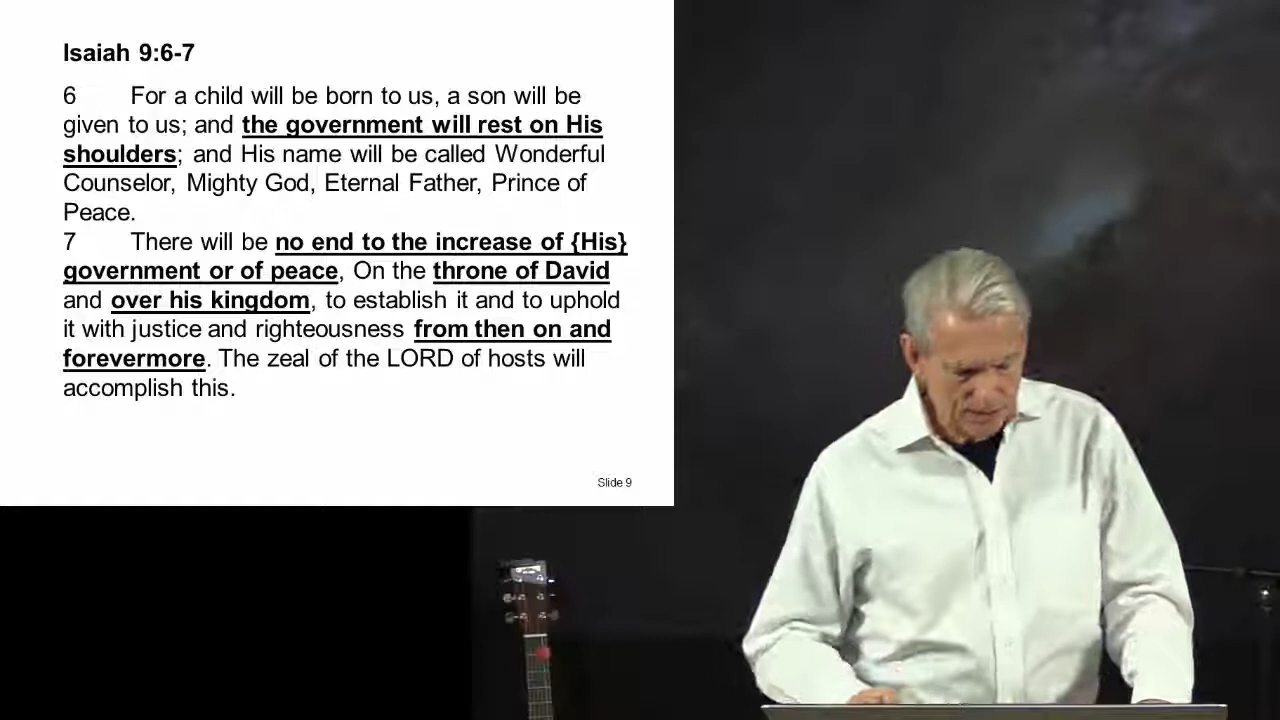 Isaiah 9:6-7
6 For a child will be born to us, a son will be
given to us; and the government will rest on His
shoulders; and His name will be called Wonderful
Counselor, Mighty God, Eternal Father, Prince of
Peace.
7 There will be no end to the increase of {His}
government or of peace, On the throne of David
and over his kingdom, to establish it and to uphold
it with justice and righteousness from then on and
forevermore. The zeal of the LORD of hosts will
accomplish this.
Slide 9